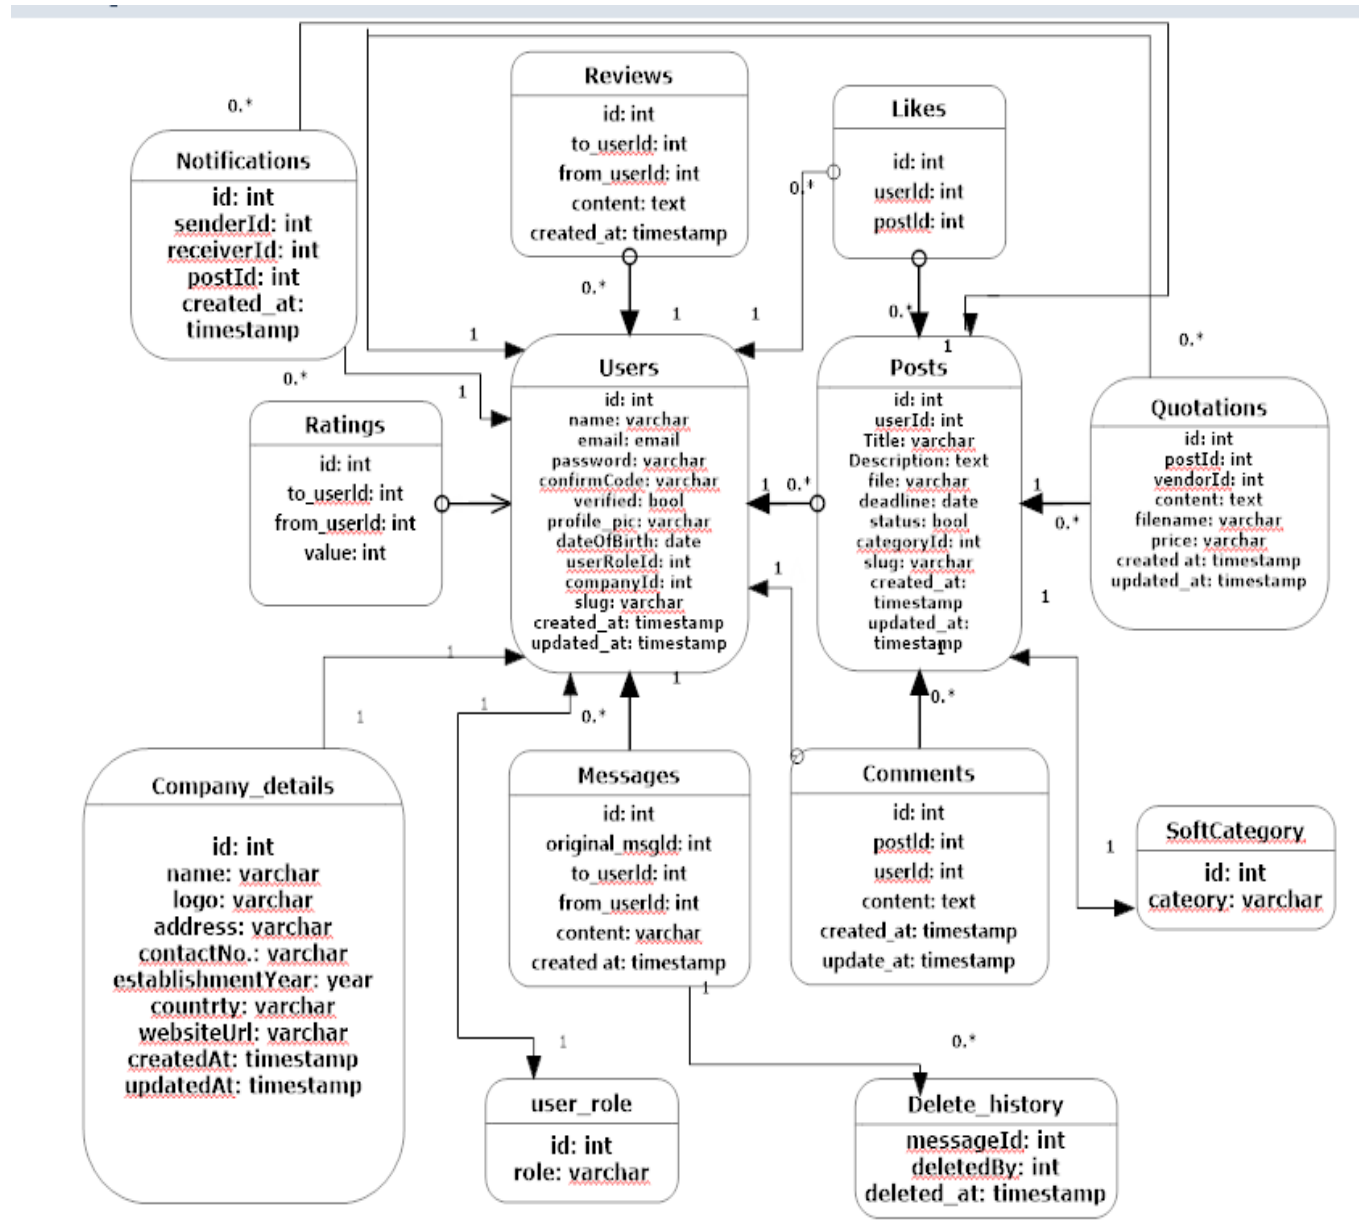 0.*
Notifications
id: int
senderId: int
receiverId: int
postId: int
created_at:
timestamp
0.*
1
1
Reviews
id: int
to_userId: int
from_userId: int
content: text
created_at: timestamp
0.*
1
Likes
id: int
userId: int
postId: int
0.*
1
0.*
1
Ratings
id: int
to_userId: int
from_userId: int
value: int
Users
id: int
name: varchar
email: email
password: varchar
confirmCode: varchar
verified: bool
profile_pic: varchar
dateOfBirth: date
userRoleId: int
companyId: int
slug: varchar
created_at: timestamp
updated_at: timestamp
1
0.*
1
Posts
id: int
userId: int
Title: varchar
Description: text
file: varchar
deadline: date
status: bool
categoryId: int
slug: varchar
created_at:
timestamp
updated_at:
timestamp
1
0.*
1
0.*
1
Quotations
id: int
postId: int
vendorId: int
content: text
filename: varchar
price: varchar
created at: timestamp
updated_at: timestamp
1
1
Company_details
id: int
name: varchar
logo: varchar
address: varchar
contactNo.: varchar
establishmentYear: year
countrty: varchar
websiteUrl: varchar
createdAt: timestamp
updatedAt: timestamp
1
0.*
1
Messages
id: int
original_msgId: int
to_userId: int
from_userId: int
content: varchar
created at: timestamp
1
0.*
Comments
id: int
postId: int
userId: int
content: text
created_at: timestamp
update_at: timestamp
1
SoftCategory
id: int
cateory: varchar
1
user_role
id: int
role: varchar
0.*
Delete_history
messageId: int
deletedBy: int
deleted_at: timestamp